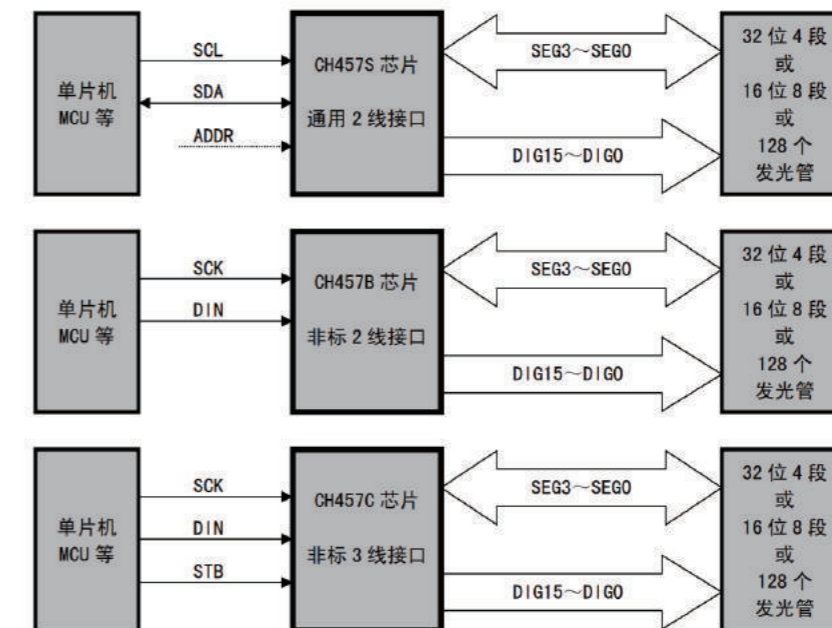 单片机
MCU 等
SCL
SDA
ADDR
CH457S 芯片
通用 2 线接口
SEG3～SEG0
DIG15～DIG0
32 位 4 段
或
16 位 8 段
或
128 个
发光管
单片机
MCU 等
SCK
DIN
CH457B 芯片
非标 2 线接口
SEG3～SEG0
DIG15～DIG0
32 位 4 段
或
16 位 8 段
或
128 个
发光管
单片机
MCU 等
SCK
DIN
STB
CH457C 芯片
非标 3 线接口
SEG3～SEG0
DIG15～DIG0
32 位 4 段
或
16 位 8 段
或
128 个
发光管